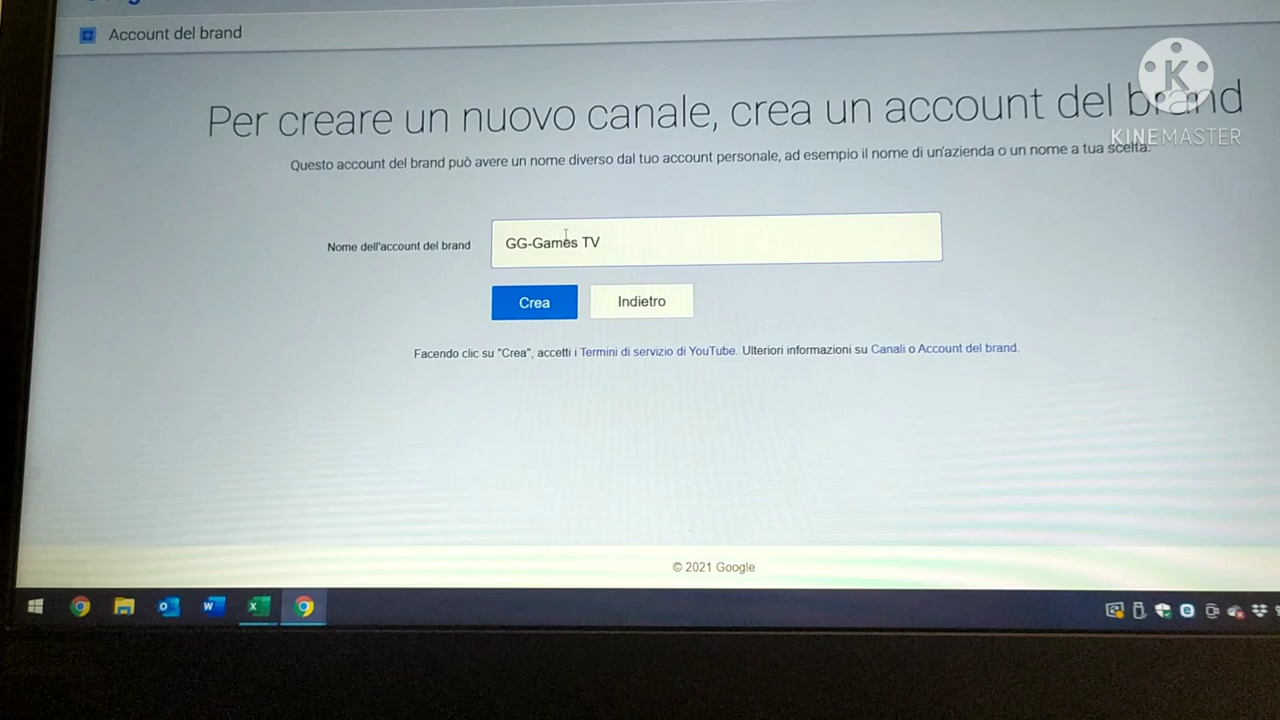 Account del brand
Per creare un nuovo canale, crea un account del brand
K
KINEMASTER
Questo account del brand può avere un nome diverso dal tuo account personale, ad esempio il nome di un'azienda o un nome a tua scelta.
Nome dell'account del brand
GG-Games TV
Crea
Indietro
Facendo clic su "Crea", accetti i Termini di servizio di YouTube. Ulteriori informazioni su Canali o Account del brand.
© 2021 Google